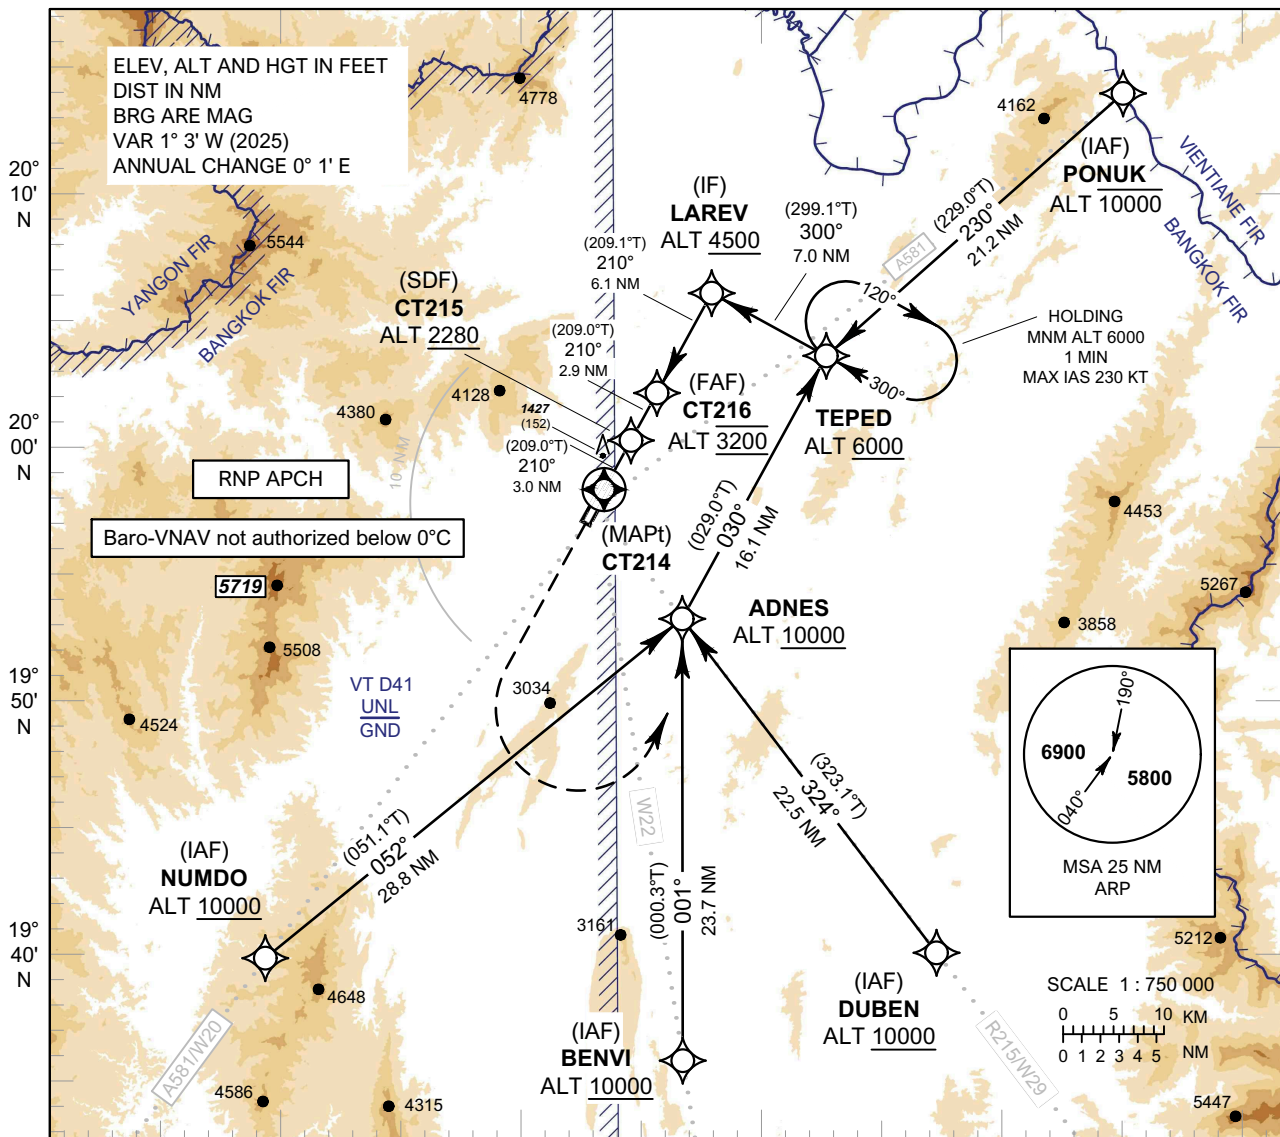 ELEV, ALT AND HGT IN FEET
DIST IN NM
BRG ARE MAG
VAR 1° 3' W (2025)
ANNUAL CHANGE 0° 1' E
4778
4162
(IAF)
PONUK
ALT 10000
VIENTIANE FIR
BANGKOK FIR
20°
10'
N
5544
YANGON FIR
BANGKOK FIR
(IF)
LAREV
ALT 4500
(299.1°T)
300°
7.0 NM
(229.0°T)
230°
21.2 NM
A581
(209.1°T)
210°
6.1 NM
(SDF)
CT215
ALT 2280
120°
300°
HOLDING
MNM ALT 6000
1 MIN
MAX IAS 230 KT
(209.0°T)
210°
2.9 NM
(FAF)
CT216
ALT 3200
TEPED
ALT 6000
4128
4380
1427
(152)
(209.0°T)
210°
3.0 NM
20°
00'
N
10 NM
RNP APCH
Baro-VNAV not authorized below 0°C
(MAPt)
CT214
(029.0°T)
030°
16.1 NM
4453
5267
3858
5719
5508
ADNES
ALT 10000
19°
50'
N
4524
VT D41
UNL
GND
3034
190°
6900
5800
040°
MSA 25 NM
ARP
(323.1°T)
324°
22.5 NM
W22
(051.1°T)
052°
28.8 NM
(IAF)
NUMDO
ALT 10000
(000.3°T)
001°
23.7 NM
3161
19°
40'
N
5212
4648
(IAF)
DUBEN
ALT 10000
SCALE 1 : 750 000
0 5 10 KM
0 1 2 3 4 5 NM
(IAF)
BENVI
ALT 10000
A581/W20
R215/W29
4586
4315
5447